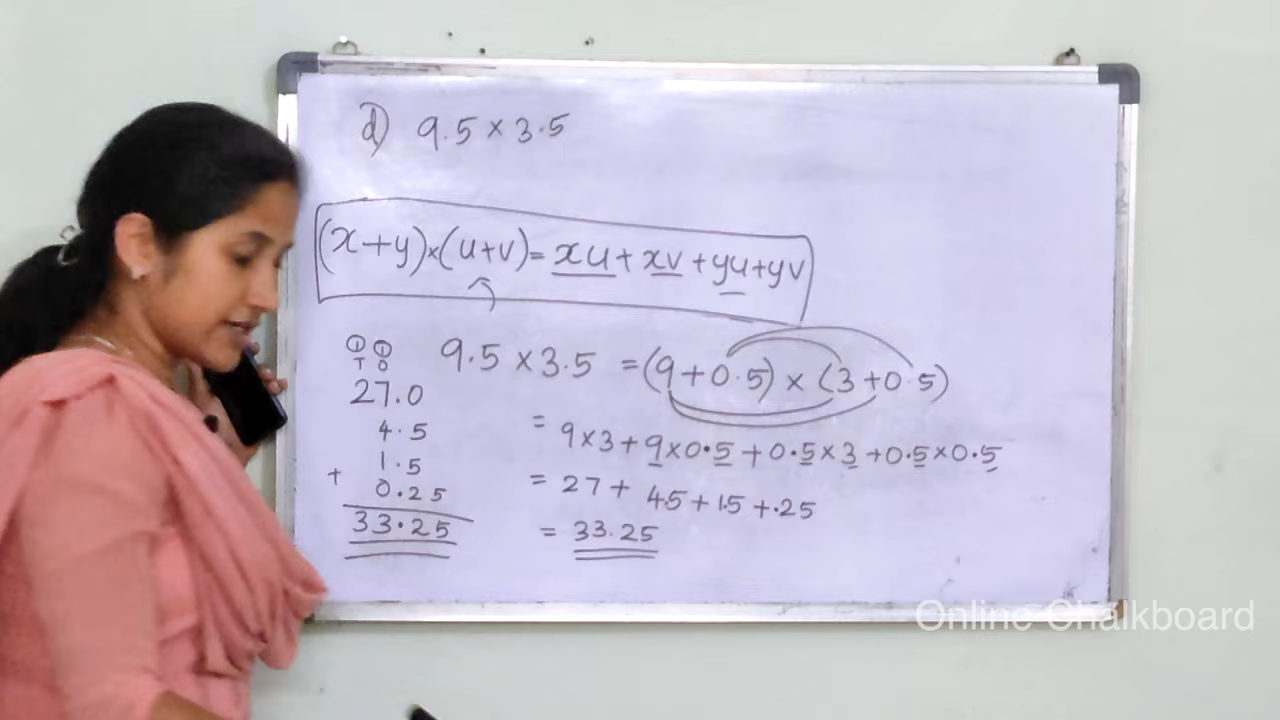 d) 9.5 × 3.5
(x+y)×(u+v)= xu + xv + yu+yv
9.5 × 3.5 = (9+0.5) × (3+0.5)
= 9×3 + 9×0.5 + 0.5×3 + 0.5×0.5
= 27 + 4.5 + 1.5 + .25
= 33.25
1 1
T O
27.0
4.5
1.5
+ 0.25
33.25
Online Chalkboard